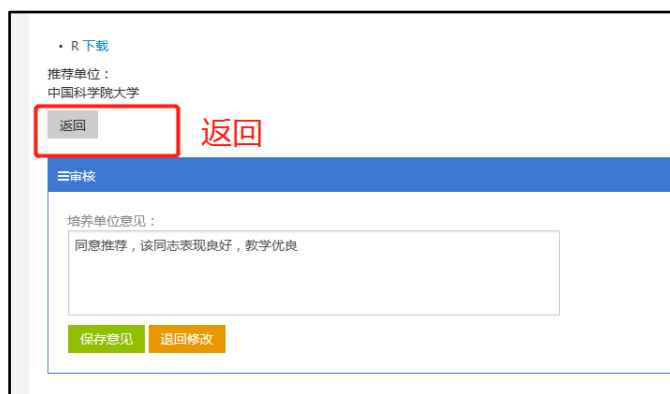 • R 下载
推荐单位：
中国科学院大学
返回
返回
☰审核
培养单位意见：
同意推荐，该同志表现良好，教学优良
保存意见 退回修改